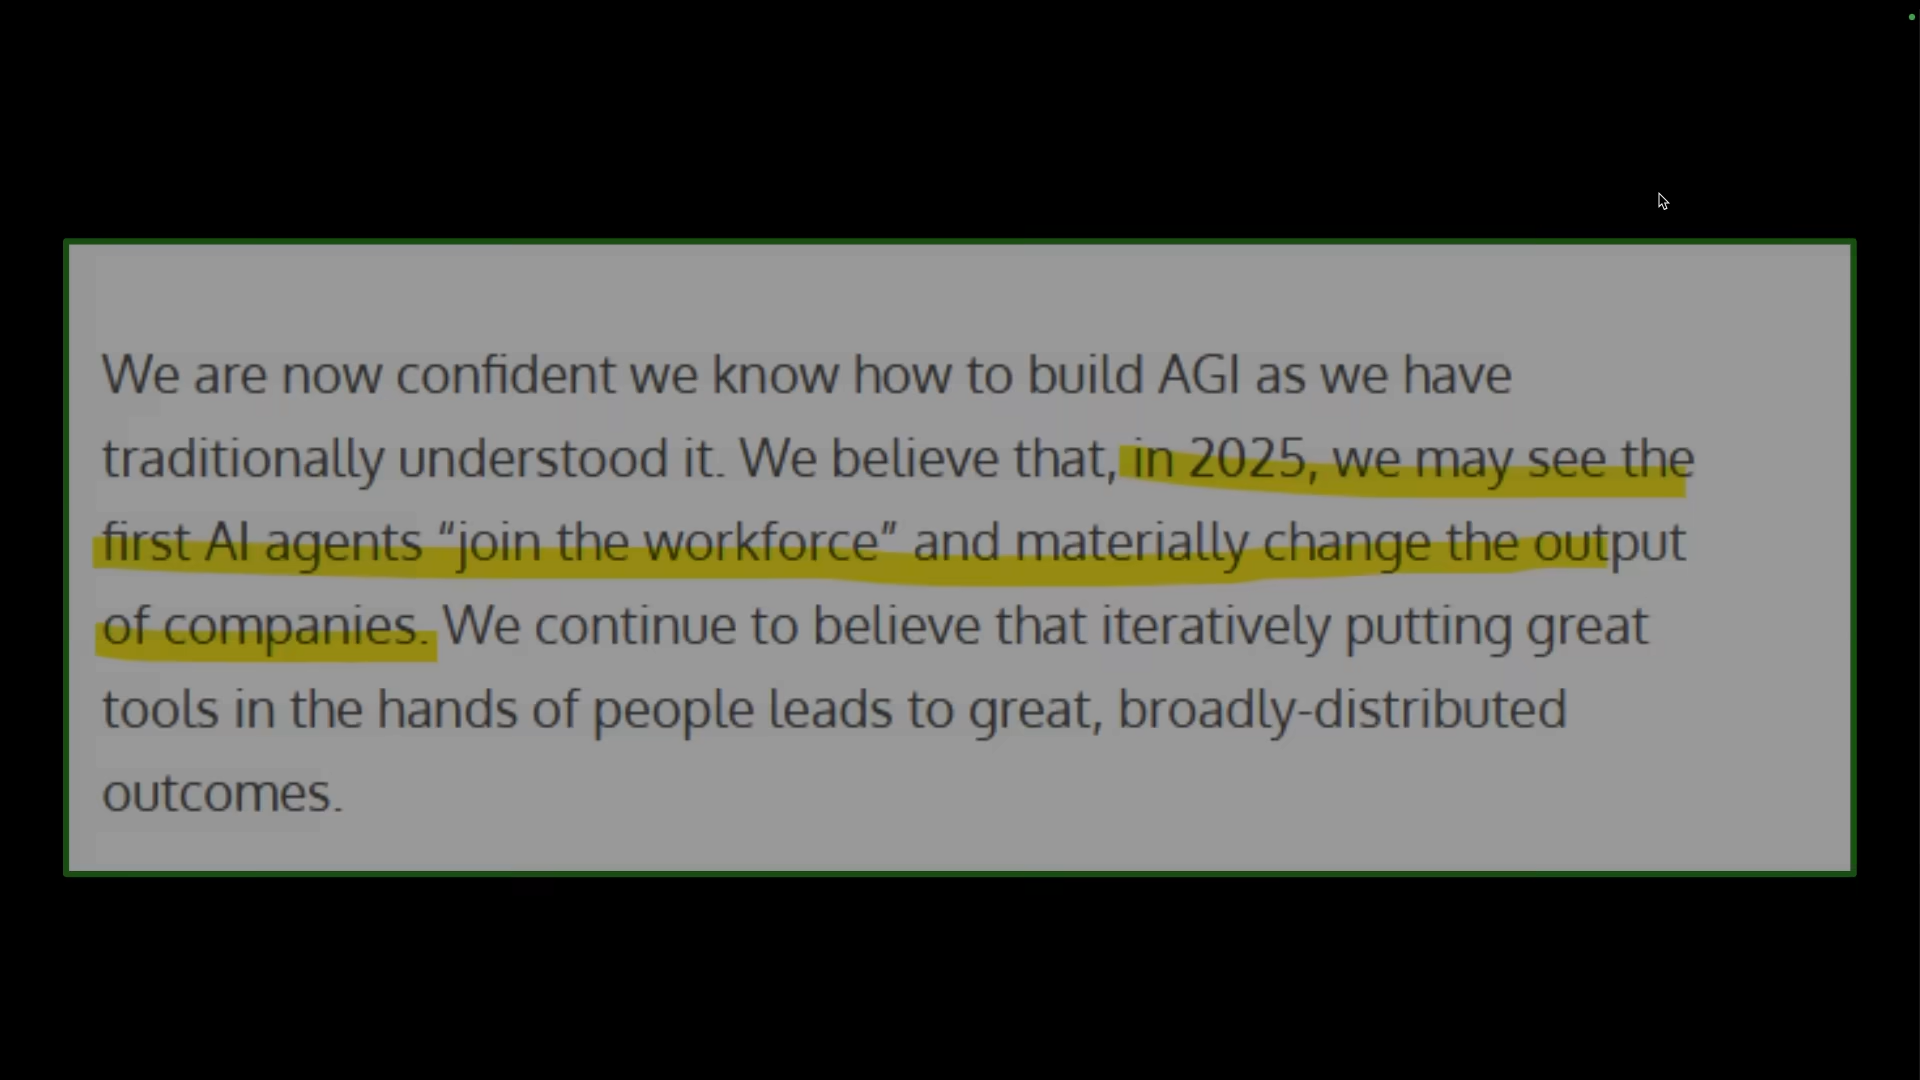 We are now confident we know how to build AGI as we have
traditionally understood it. We believe that, in 2025, we may see the
first AI agents “join the workforce” and materially change the output
of companies. We continue to believe that iteratively putting great
tools in the hands of people leads to great, broadly-distributed
outcomes.